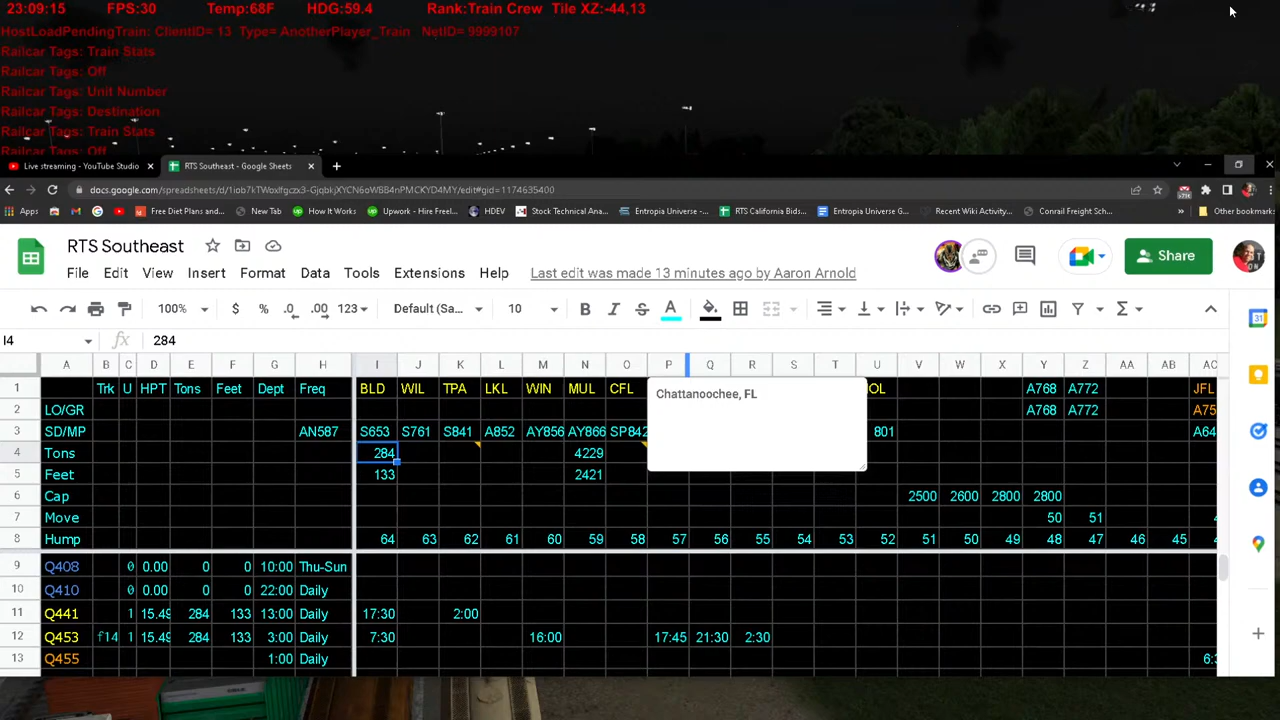 23:09:15 FPS:30 Temp:68F HDG:59.4 Rank:Train Crew Tile XZ:-44,13
HostLoadPendingTrain: ClientID= 13 Type= AnotherPlayer_Train NetID= 9999107
Railcar Tags: Train Stats
Railcar Tags: Off
Railcar Tags: Unit Number
Railcar Tags: Destination
Railcar Tags: Train Stats
Railcar Tags: Off
Live streaming - YouTube Studio RTS Southeast - Google Sheets
Apps Free Diet Plans and... New Tab How It Works Upwork - Hire Freel... HDEV Stock Technical Ana... Entropia Universe -... RTS California Bids... Entropia Universe G... Recent Wiki Activity... Conrail Freight Sch... » Other bookmarks
RTS Southeast
Share
File Edit View Insert Format Data Tools Extensions Help Last edit was made 13 minutes ago by Aaron Arnold
100% $ % .0 .00 123 Default (Sa... 10 B I S A
I4 fx 284
A B C D E F G H I J K L M N O P Q R S T U V W X Y Z AA AB AC
1 Trk U HPT Tons Feet Dept Freq BLD WIL TPA LKL WIN MUL CFL Chattanoochee, FL OL A768 A772 JFL
2 LO/GR A768 A772 A75
3 SD/MP AN587 S653 S761 S841 A852 AY856 AY866 SP842 801 A64
4 Tons 284 4229
5 Feet 133 2421
6 Cap 2500 2600 2800 2800
7 Move 50 51
8 Hump 64 63 62 61 60 59 58 57 56 55 54 53 52 51 50 49 48 47 46 45
9 Q408 0 0.00 0 0 10:00 Thu-Sun
10 Q410 0 0.00 0 0 22:00 Daily
11 Q441 1 15.49 284 133 13:00 Daily 17:30 2:00
12 Q453 f14 1 15.49 284 133 3:00 Daily 7:30 16:00 17:45 21:30 2:30
13 Q455 1:00 Daily